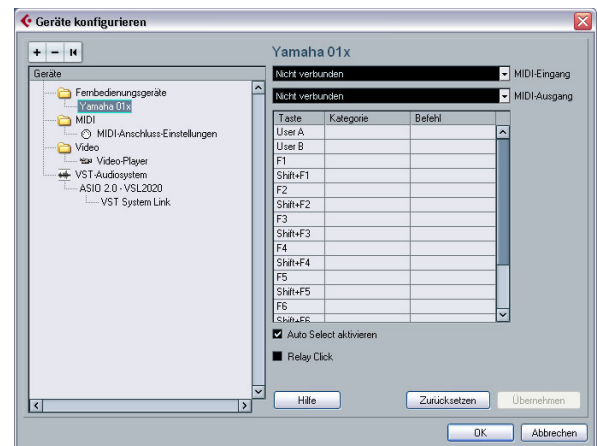 Geräte konfigurieren
Yamaha 01x
Geräte
Fernbedienungsgeräte
Yamaha 01x
MIDI
MIDI-Anschluss-Einstellungen
Video
Video-Player
VST-Audiosystem
ASIO 2.0 - VSL2020
VST System Link
Nicht verbunden MIDI-Eingang
Nicht verbunden MIDI-Ausgang
Taste Kategorie Befehl
User A
User B
F1
Shift+F1
F2
Shift+F2
F3
Shift+F3
F4
Shift+F4
F5
Shift+F5
F6
Shift+F6
Auto Select aktivieren
Relay Click
Hilfe Zurücksetzen Übernehmen
OK Abbrechen